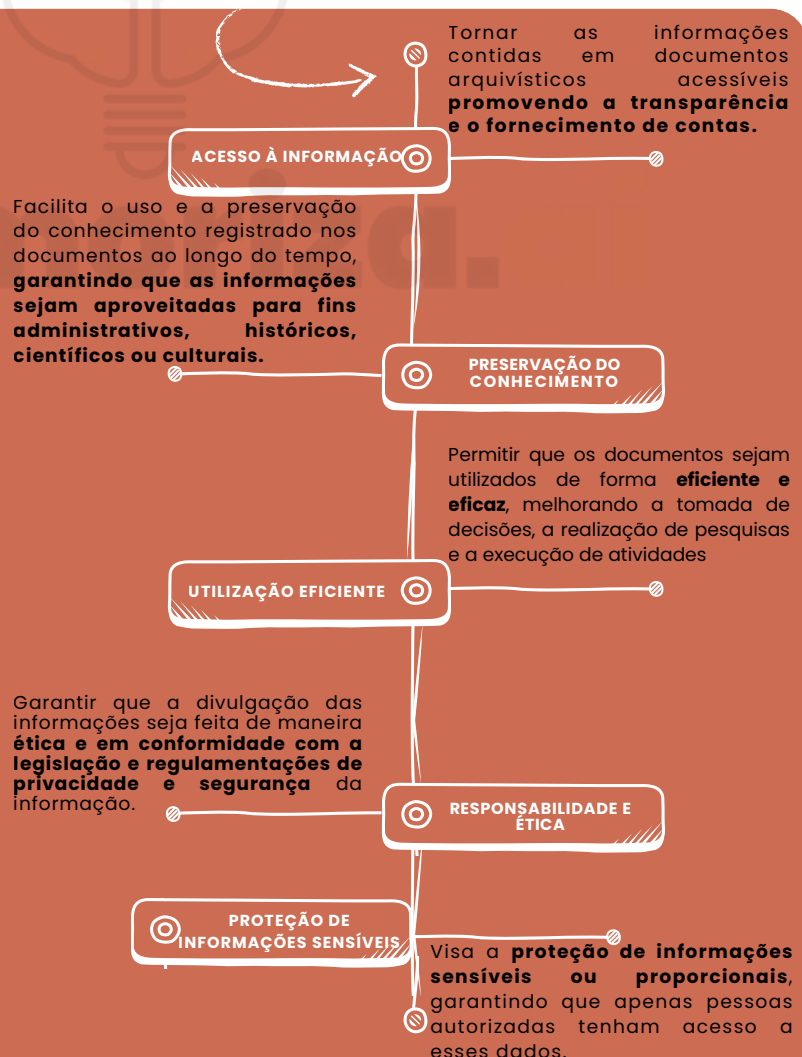 Tornar as informações
contidas em documentos
arquivísticos acessíveis
promovendo a transparência
e o fornecimento de contas.
ACESSO À INFORMAÇÃO
Facilita o uso e a preservação
do conhecimento registrado nos
documentos ao longo do tempo,
garantindo que as informações
sejam aproveitadas para fins
administrativos, históricos,
científicos ou culturais.
PRESERVAÇÃO DO
CONHECIMENTO
Permitir que os documentos sejam
utilizados de forma eficiente e
eficaz, melhorando a tomada de
decisões, a realização de pesquisas
e a execução de atividades
UTILIZAÇÃO EFICIENTE
Garantir que a divulgação das
informações seja feita de maneira
ética e em conformidade com a
legislação e regulamentações de
privacidade e segurança da
informação.
RESPONSABILIDADE E
ÉTICA
PROTEÇÃO DE
INFORMAÇÕES SENSÍVEIS
Visa a proteção de informações
sensíveis ou proporcionais,
garantindo que apenas pessoas
autorizadas tenham acesso a
esses dados.